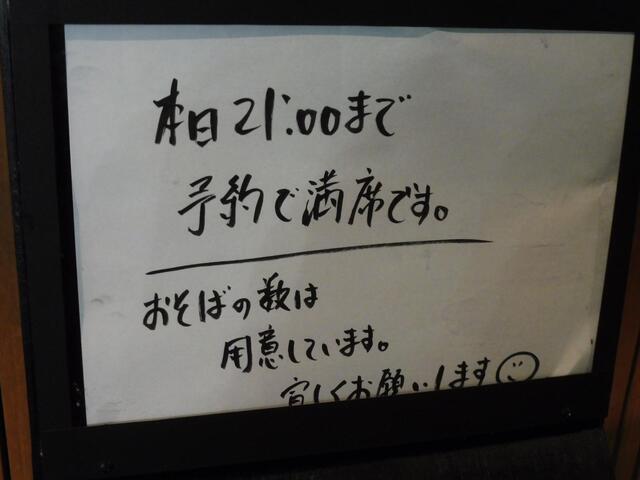 本日21:00まで
予約で満席です。
おそばの数は
用意しています。
宜しくお願いします